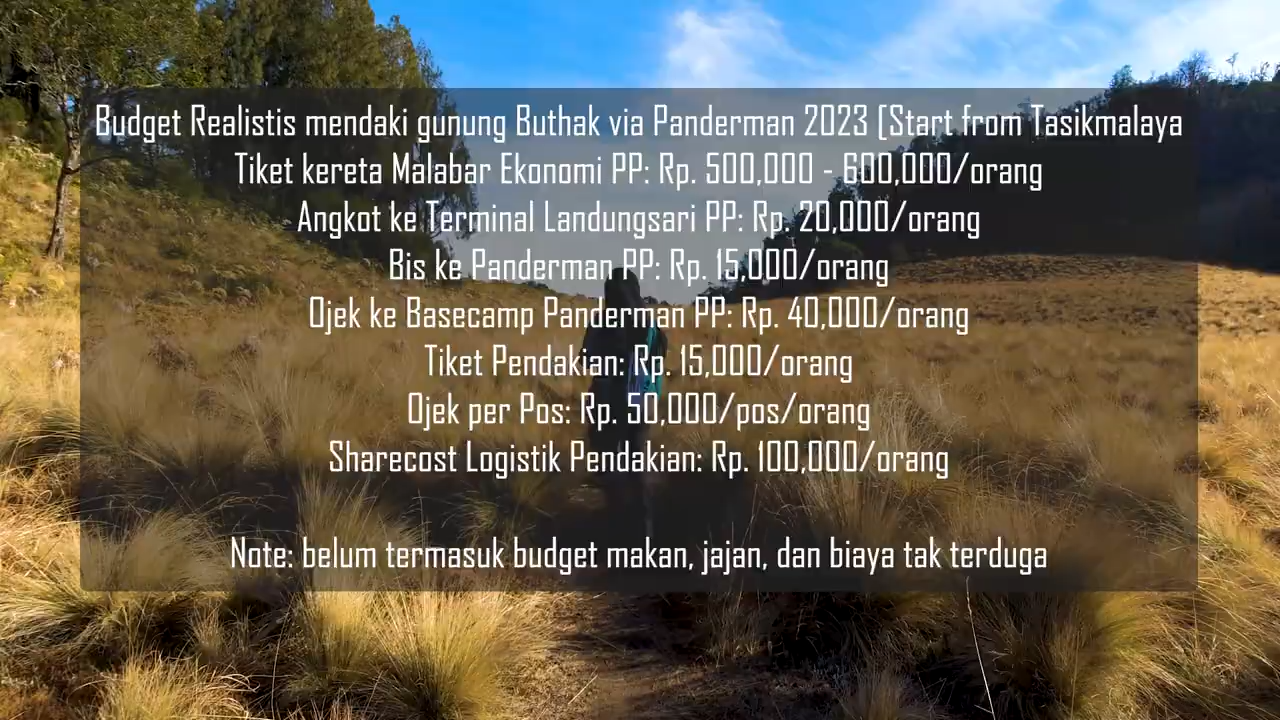 Budget Realistis mendaki gunung Buthak via Panderman 2023 [Start from Tasikmalaya
Tiket kereta Malabar Ekonomi PP: Rp. 500,000 - 600,000/orang
Angkot ke Terminal Landungsari PP: Rp. 20,000/orang
Bis ke Panderman PP: Rp. 15,000/orang
Ojek ke Basecamp Panderman PP: Rp. 40,000/orang
Tiket Pendakian: Rp. 15,000/orang
Ojek per Pos: Rp. 50,000/pos/orang
Sharecost Logistik Pendakian: Rp. 100,000/orang
Note: belum termasuk budget makan, jajan, dan biaya tak terduga